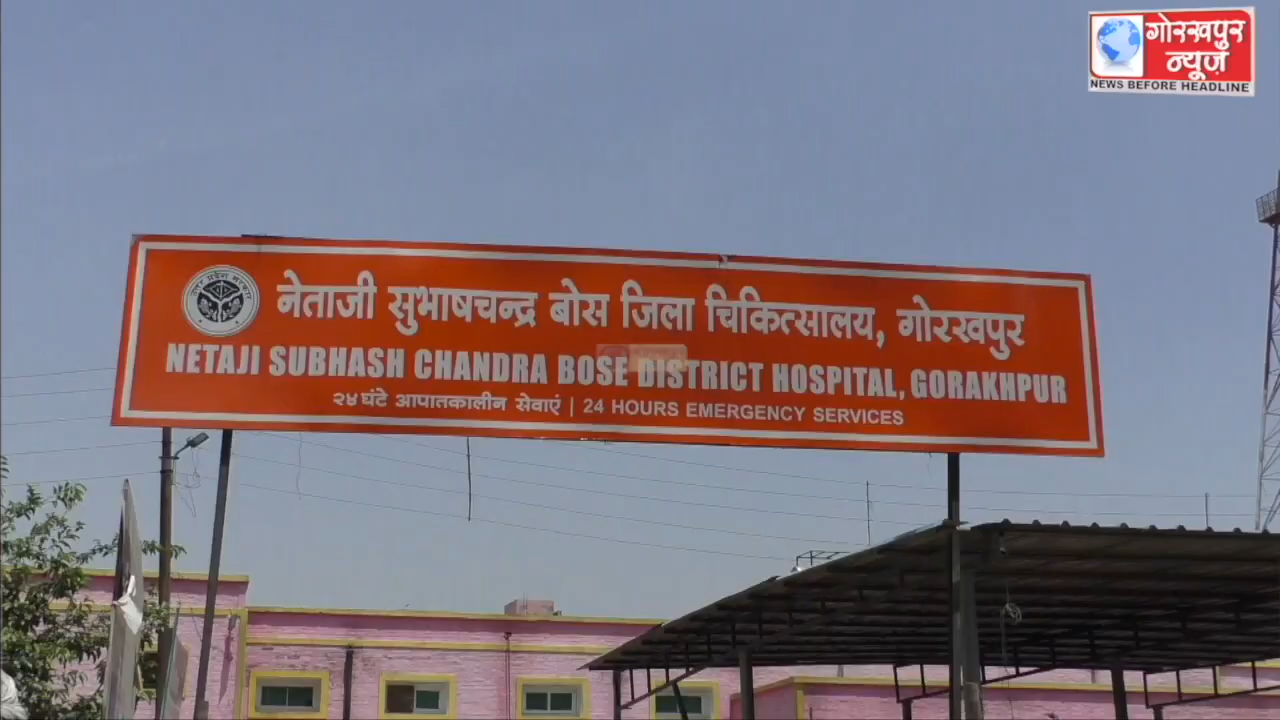 गोरखपुर
न्यूज़
NEWS BEFORE HEADLINE
नेताजी सुभाषचन्द्र बोस जिला चिकित्सालय, गोरखपुर
NETAJI SUBHASH CHANDRA BOSE DISTRICT HOSPITAL, GORAKHPUR
२४ घंटे आपातकालीन सेवाएं | 24 HOURS EMERGENCY SERVICES